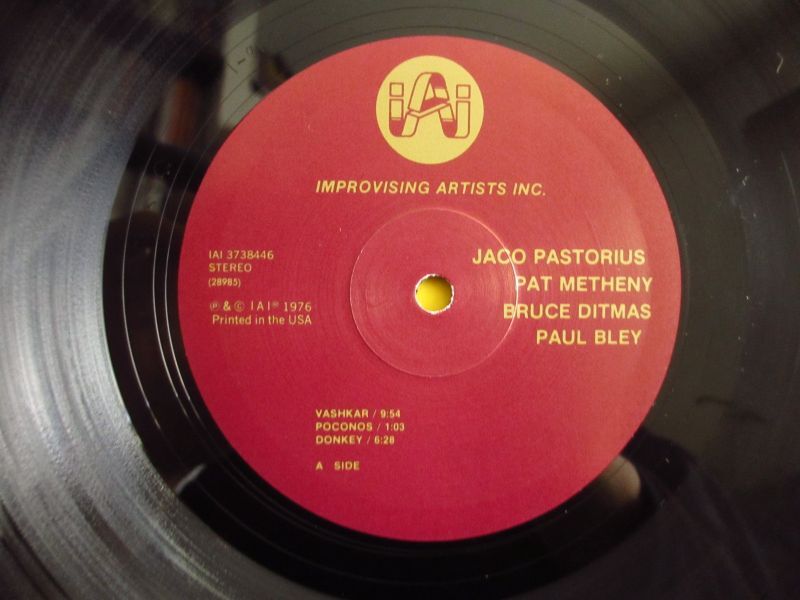 iAi
IMPROVISING ARTISTS INC.
IAI 3738446
STEREO
(28985)
℗ & © I A I ® 1976
Printed in the USA
JACO PASTORIUS
PAT METHENY
BRUCE DITMAS
PAUL BLEY
VASHKAR / 9:54
POCONOS / 1:03
DONKEY / 6:28
A SIDE